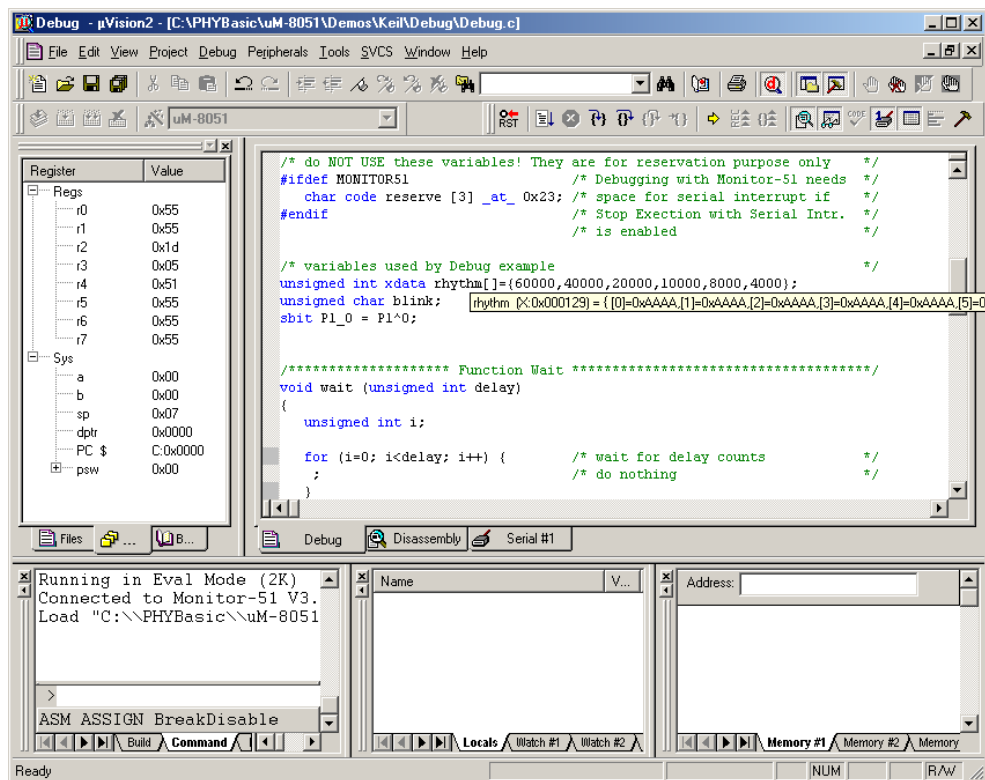 Debug - µVision2 - [C:\PHYBasic\uM-8051\Demos\Keil\Debug\Debug.c]
File Edit View Project Debug Peripherals Tools SVCS Window Help
uM-8051
RST
CODE
Register Value
Regs
r0 0x55
r1 0x55
r2 0x1d
r3 0x05
r4 0x51
r5 0x55
r6 0x55
r7 0x55
Sys
a 0x00
b 0x00
sp 0x07
dptr 0x0000
PC $ C:0x0000
psw 0x00
Files ... B...
/* do NOT USE these variables! They are for reservation purpose only */
#ifdef MONITOR51 /* Debugging with Monitor-51 needs */
char code reserve [3] _at_ 0x23; /* space for serial interrupt if */
#endif /* Stop Exection with Serial Intr. */
/* is enabled */
/* variables used by Debug example */
unsigned int xdata rhythm[]={60000,40000,20000,10000,8000,4000};
unsigned char blink;
rhythm (X:0x000129) = { [0]=0xAAAA,[1]=0xAAAA,[2]=0xAAAA,[3]=0xAAAA,[4]=0xAAAA,[5]=0
sbit P1_0 = P1^0;
/******************** Function Wait *************************************/
void wait (unsigned int delay)
{
unsigned int i;
for (i=0; i<delay; i++) { /* wait for delay counts */
; /* do nothing */
}
Debug Disassembly Serial #1
Running in Eval Mode (2K)
Connected to Monitor-51 V3.
Load "C:\\PHYBasic\\uM-8051
>
ASM ASSIGN BreakDisable
Build Command
Name V...
Locals Watch #1 Watch #2
Address:
Memory #1 Memory #2 Memory
Ready NUM R/W